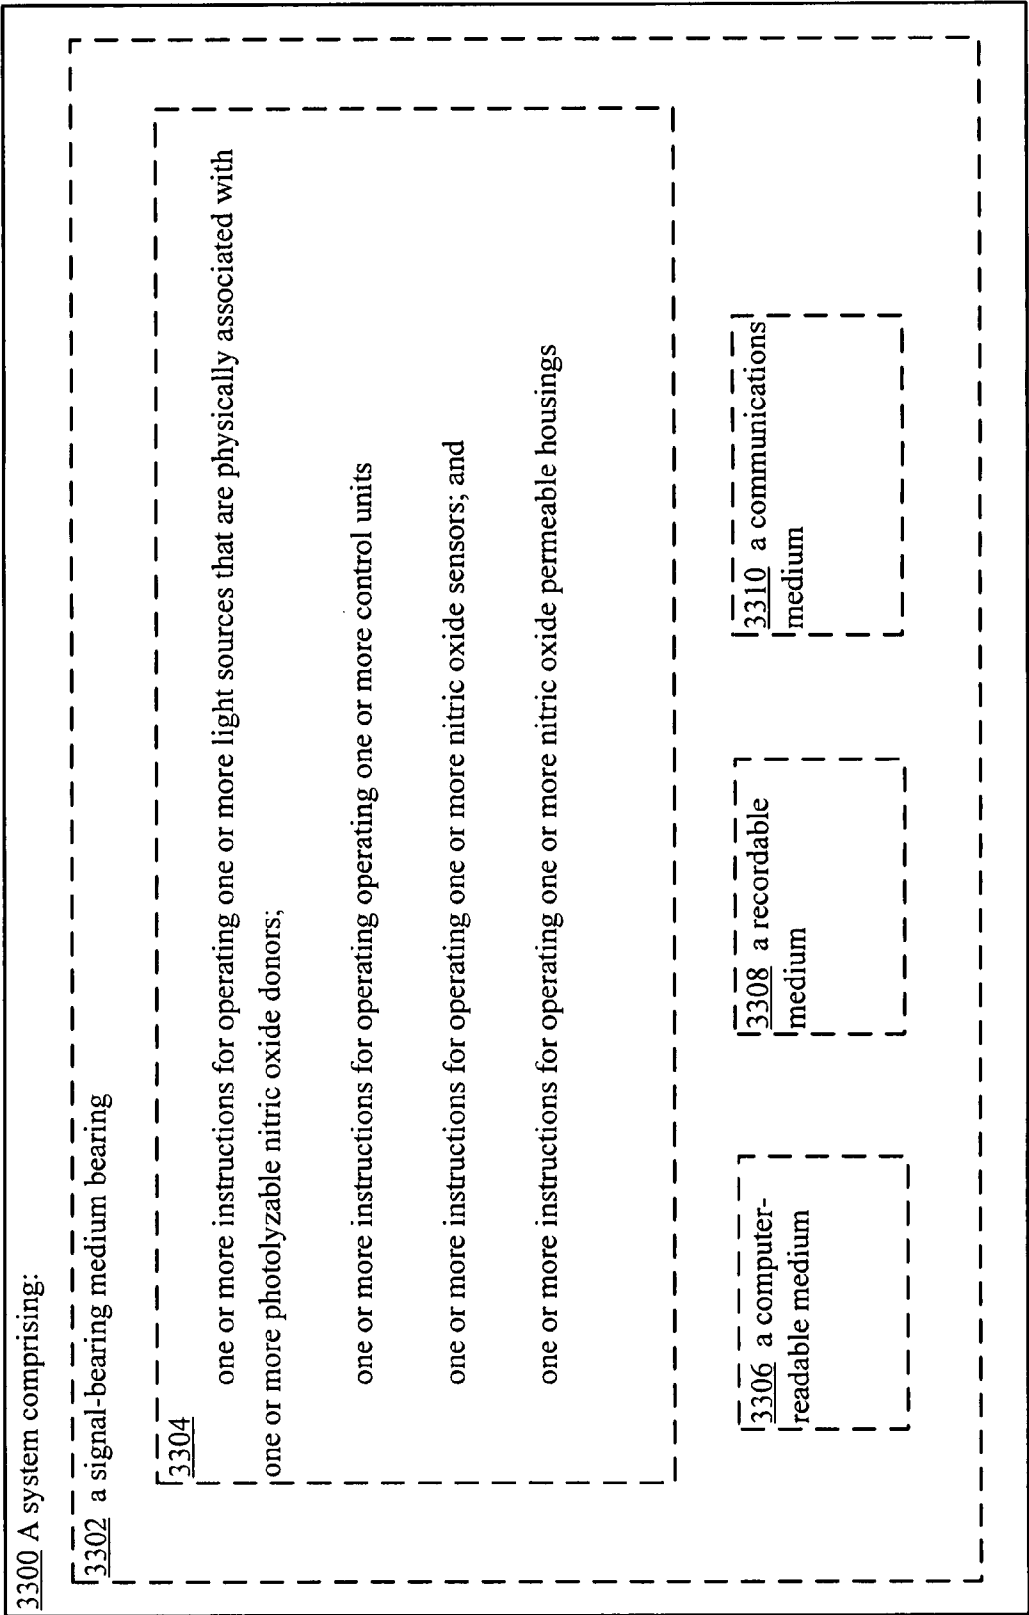 3300 A system comprising:
3302 a signal-bearing medium bearing
3304
one or more instructions for operating one or more light sources that are physically associated with
one or more photolyzable nitric oxide donors;
one or more instructions for operating operating one or more control units
one or more instructions for operating one or more nitric oxide sensors; and
one or more instructions for operating one or more nitric oxide permeable housings
3306 a computer-
readable medium
3308 a recordable
medium
3310 a communications
medium